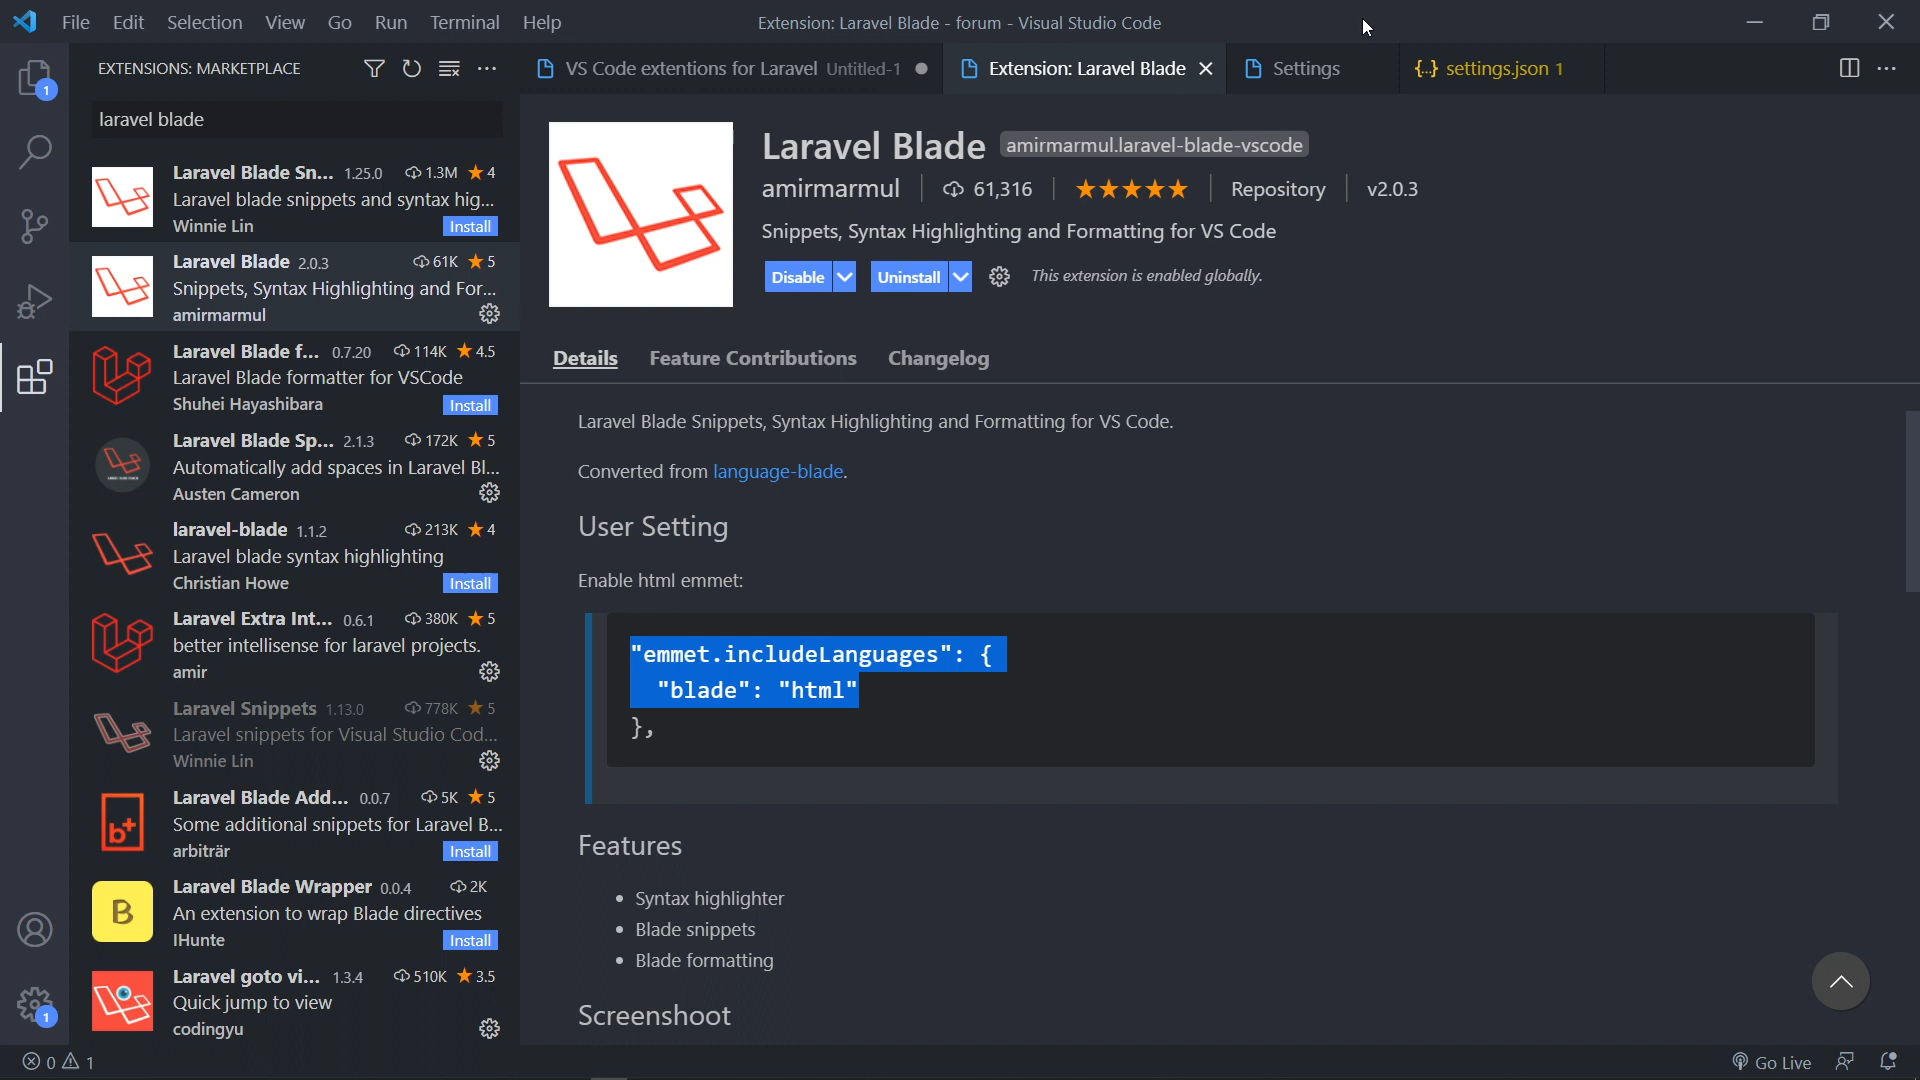 File Edit Selection View Go Run Terminal Help
Extension: Laravel Blade - forum - Visual Studio Code
EXTENSIONS: MARKETPLACE
VS Code extentions for Laravel Untitled-1
Extension: Laravel Blade
Settings
settings.json 1
1
laravel blade
Laravel Blade Sn... 1.25.0 1.3M 4
Laravel blade snippets and syntax hig...
Winnie Lin Install
Laravel Blade 2.0.3 61K 5
Snippets, Syntax Highlighting and For...
amirmarmul
Laravel Blade f... 0.7.20 114K 4.5
Laravel Blade formatter for VSCode
Shuhei Hayashibara Install
Laravel Blade Sp... 2.1.3 172K 5
Automatically add spaces in Laravel Bl...
Austen Cameron
laravel-blade 1.1.2 213K 4
Laravel blade syntax highlighting
Christian Howe Install
Laravel Extra Int... 0.6.1 380K 5
better intellisense for laravel projects.
amir
Laravel Snippets 1.13.0 778K 5
Laravel snippets for Visual Studio Cod...
Winnie Lin
Laravel Blade Add... 0.0.7 5K 5
Some additional snippets for Laravel B...
arbiträr Install
b+
Laravel Blade Wrapper 0.0.4 2K
An extension to wrap Blade directives
IHunte Install
B
Laravel goto vi... 1.3.4 510K 3.5
Quick jump to view
codingyu
1
Laravel Blade amirmarmul.laravel-blade-vscode
amirmarmul 61,316 Repository v2.0.3
Snippets, Syntax Highlighting and Formatting for VS Code
Disable Uninstall This extension is enabled globally.
Details Feature Contributions Changelog
Laravel Blade Snippets, Syntax Highlighting and Formatting for VS Code.
Converted from language-blade.
User Setting
Enable html emmet:
"emmet.includeLanguages": {
"blade": "html"
},
Features
• Syntax highlighter
• Blade snippets
• Blade formatting
Screenshoot
0 1
Go Live